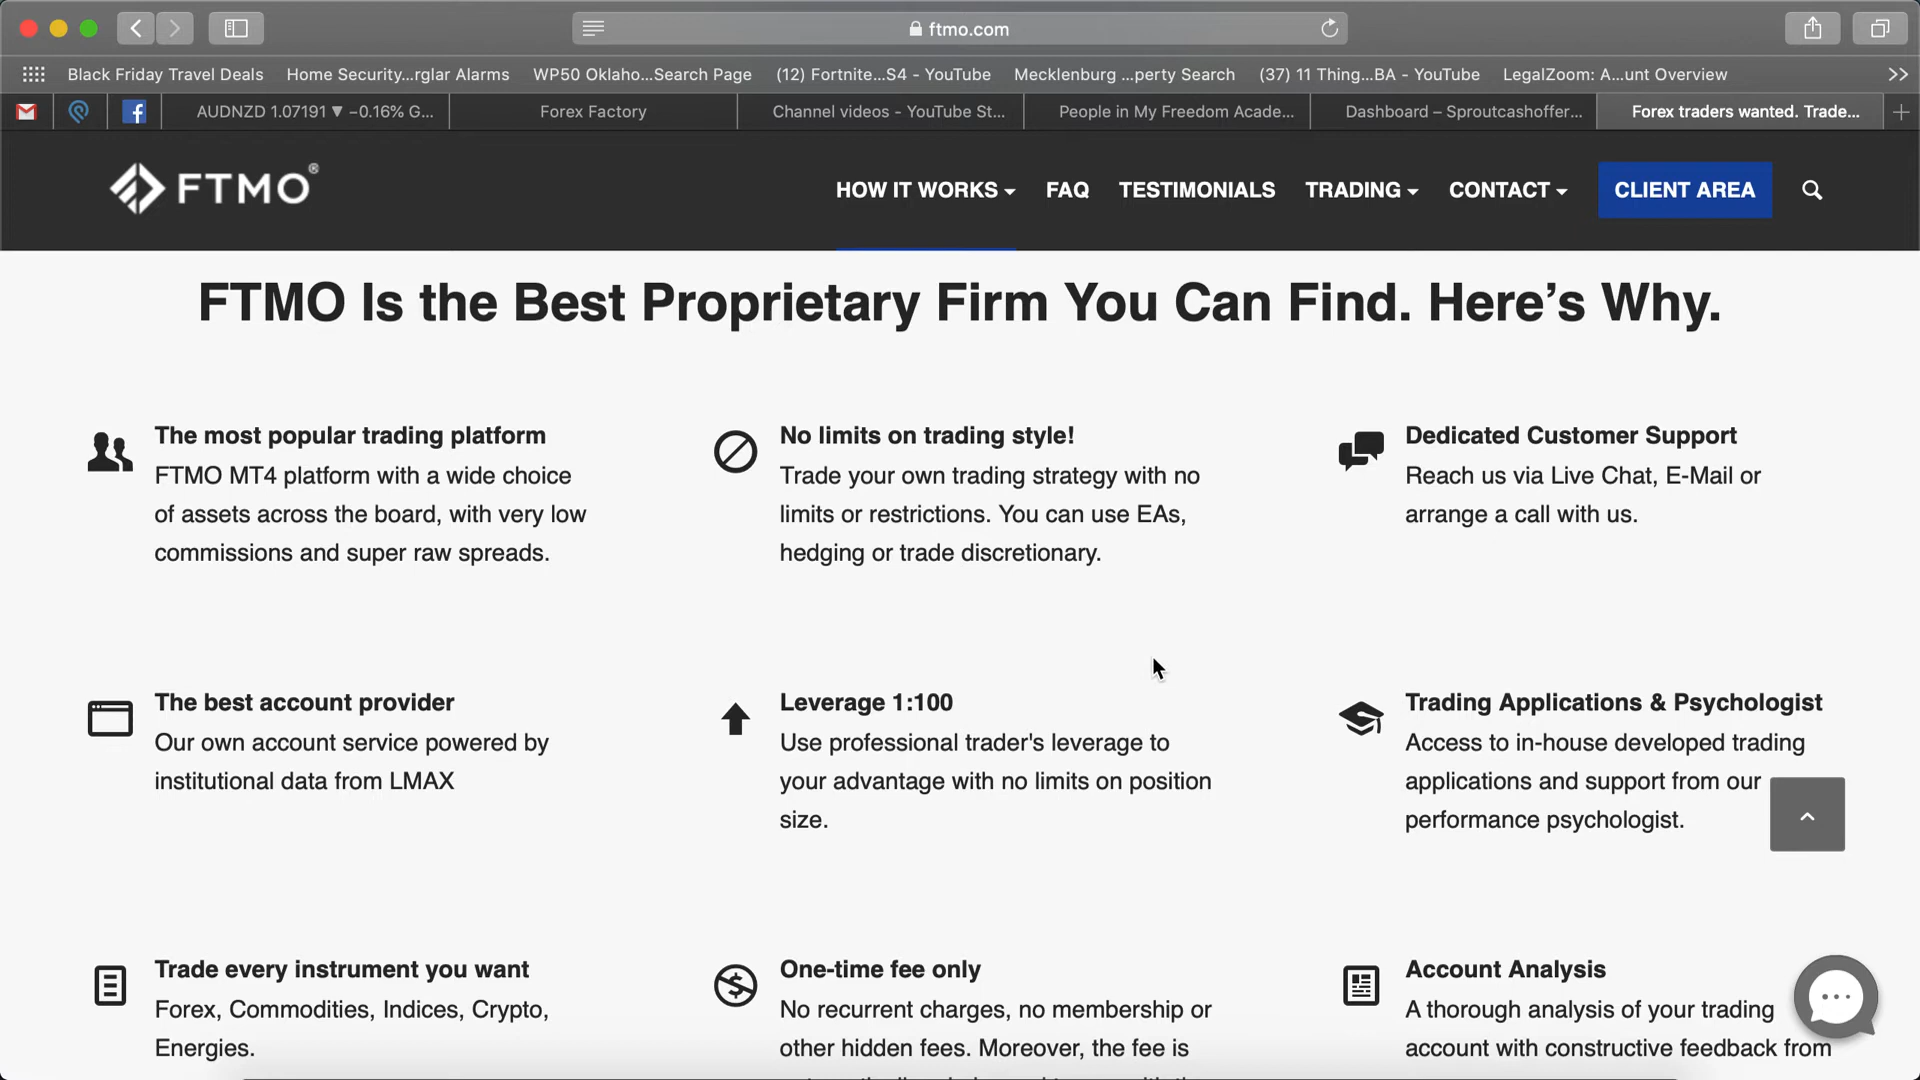 ftmo.com
Black Friday Travel Deals
Home Security...rglar Alarms
WP50 Oklaho...Search Page
(12) Fortnite...S4 - YouTube
Mecklenburg ...perty Search
(37) 11 Thing...BA - YouTube
LegalZoom: A...unt Overview
AUDNZD 1.07191 ▼ −0.16% G...
Forex Factory
Channel videos - YouTube St...
People in My Freedom Acade...
Dashboard – Sproutcashoffer...
Forex traders wanted. Trade...
FTMO®
HOW IT WORKS
FAQ
TESTIMONIALS
TRADING
CONTACT
CLIENT AREA
FTMO Is the Best Proprietary Firm You Can Find. Here's Why.
The most popular trading platform
FTMO MT4 platform with a wide choice
of assets across the board, with very low
commissions and super raw spreads.
No limits on trading style!
Trade your own trading strategy with no
limits or restrictions. You can use EAs,
hedging or trade discretionary.
Dedicated Customer Support
Reach us via Live Chat, E-Mail or
arrange a call with us.
The best account provider
Our own account service powered by
institutional data from LMAX
Leverage 1:100
Use professional trader's leverage to
your advantage with no limits on position
size.
Trading Applications & Psychologist
Access to in-house developed trading
applications and support from our
performance psychologist.
Trade every instrument you want
Forex, Commodities, Indices, Crypto,
Energies.
One-time fee only
No recurrent charges, no membership or
other hidden fees. Moreover, the fee is
Account Analysis
A thorough analysis of your trading
account with constructive feedback from